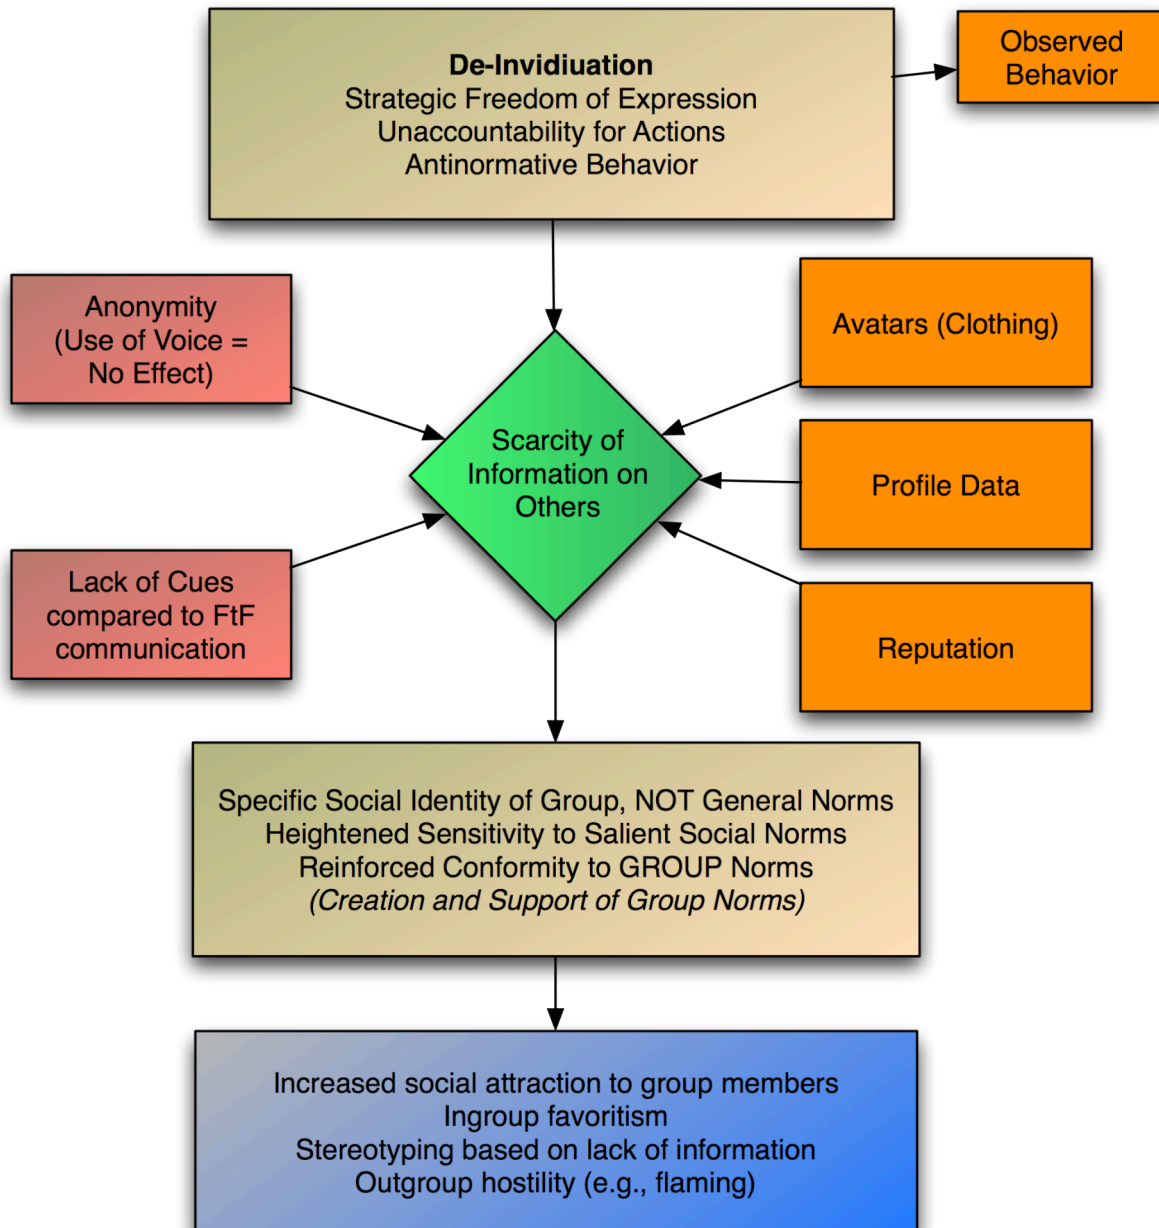 De-Invidiuation
Strategic Freedom of Expression
Unaccountability for Actions
Antinormative Behavior
Observed
Behavior
Anonymity
(Use of Voice =
No Effect)
Avatars (Clothing)
Scarcity of
Information on
Others
Profile Data
Lack of Cues
compared to FtF
communication
Reputation
Specific Social Identity of Group, NOT General Norms
Heightened Sensitivity to Salient Social Norms
Reinforced Conformity to GROUP Norms
(Creation and Support of Group Norms)
Increased social attraction to group members
Ingroup favoritism
Stereotyping based on lack of information
Outgroup hostility (e.g., flaming)